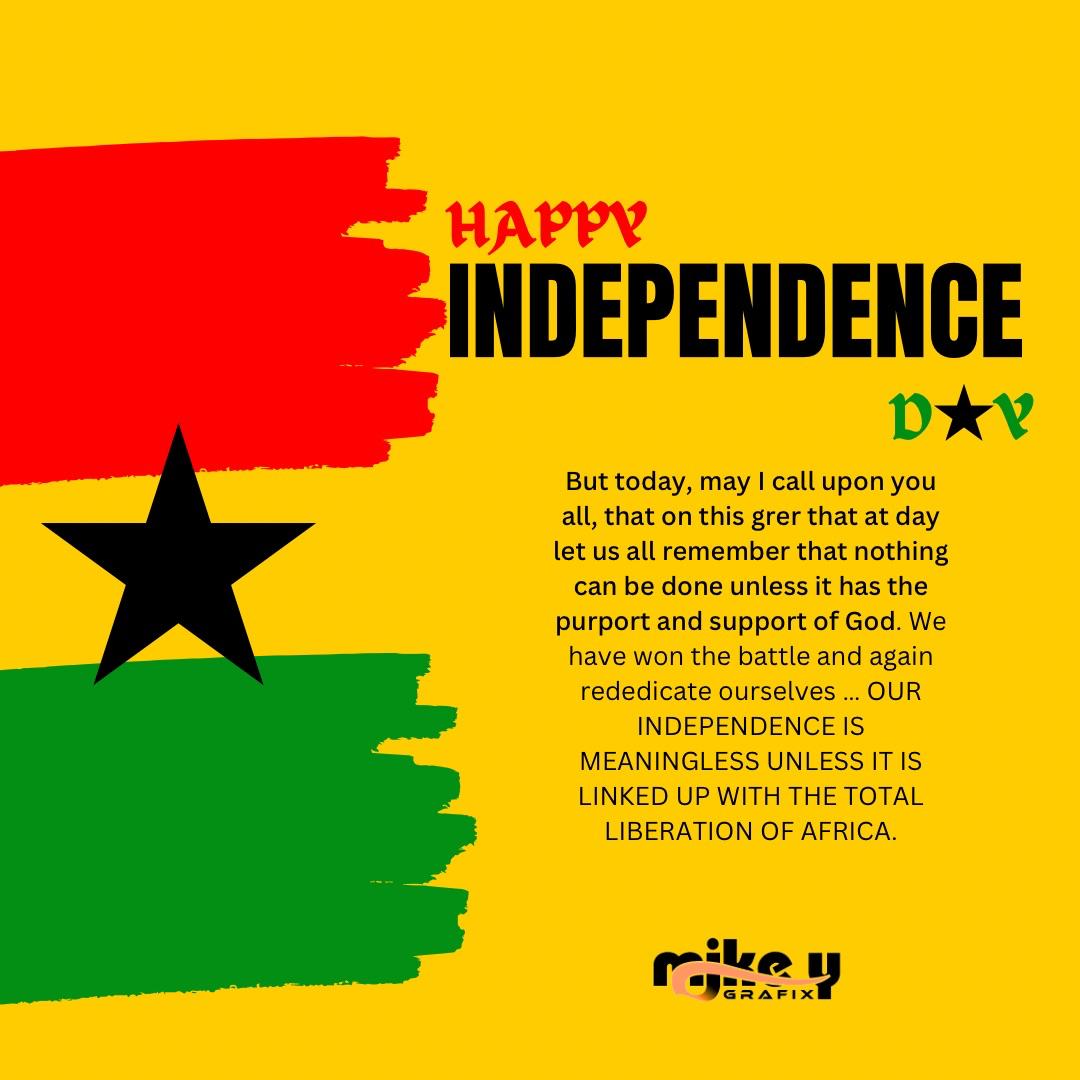 HAPPY
INDEPENDENCE
D★Y
But today, may I call upon you
all, that on this grer that at day
let us all remember that nothing
can be done unless it has the
purport and support of God. We
have won the battle and again
rededicate ourselves ... OUR
INDEPENDENCE IS
MEANINGLESS UNLESS IT IS
LINKED UP WITH THE TOTAL
LIBERATION OF AFRICA.
mike y
GRAFIX